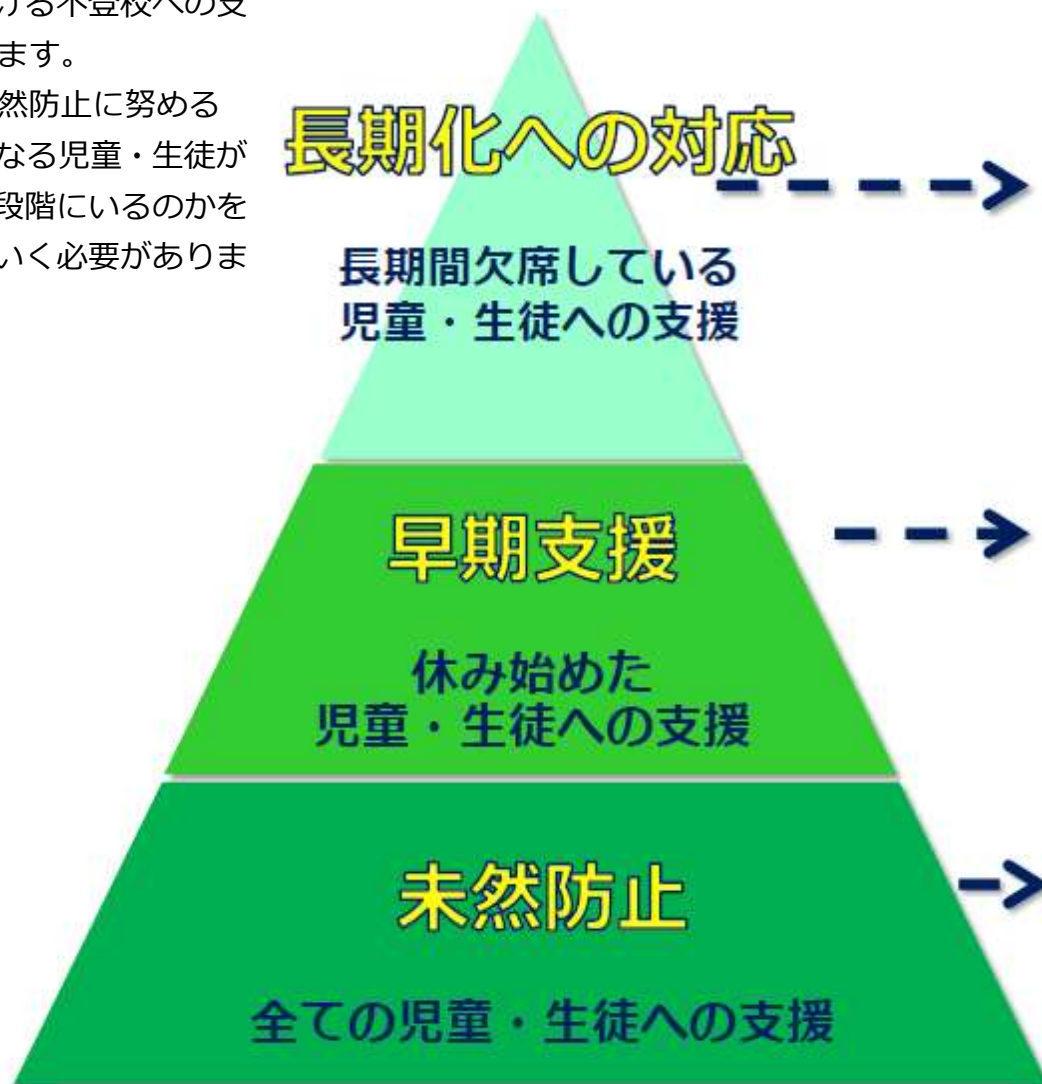 ける不登校への支
ます。
然防止に努める
なる児童・生徒が
段階にいるのかを
いく必要がありま
長期化への対応
長期間欠席している
児童・生徒への支援
早期支援
休み始めた
児童・生徒への支援
未然防止
全ての児童・生徒への支援